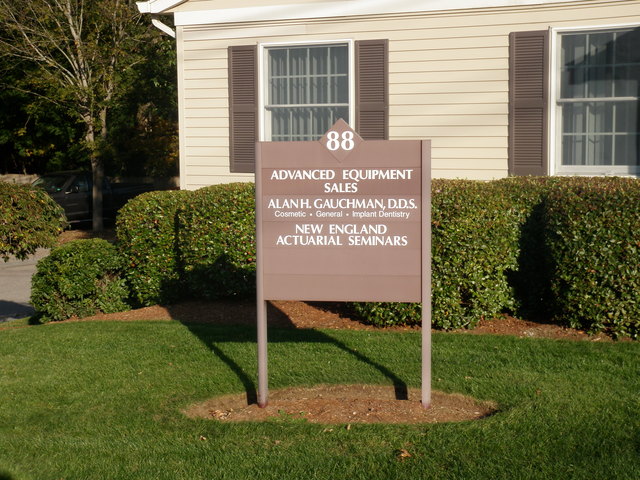 88
ADVANCED EQUIPMENT
SALES
ALAN H. GAUCHMAN, D.D.S.
Cosmetic • General • Implant Dentistry
NEW ENGLAND
ACTUARIAL SEMINARS